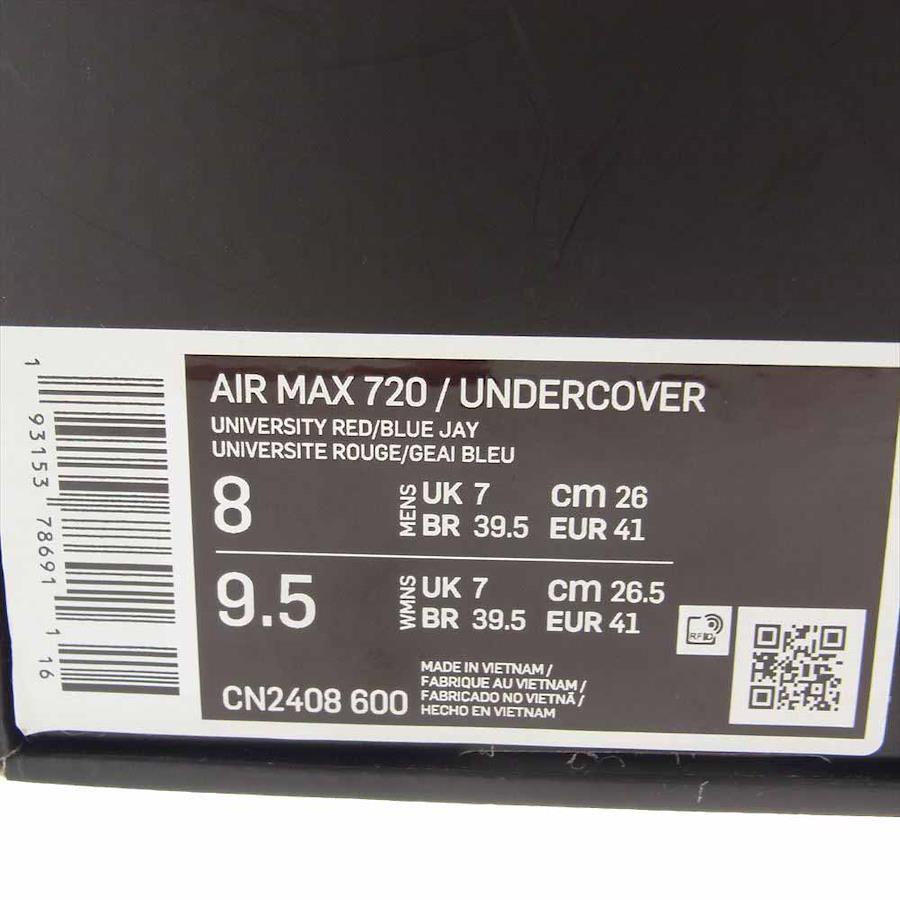 AIR MAX 720 / UNDERCOVER
UNIVERSITY RED/BLUE JAY
UNIVERSITE ROUGE/GEAI BLEU
8 MENS UK 7 cm 26
BR 39.5 EUR 41
9.5 WMNS UK 7 cm 26.5
BR 39.5 EUR 41
RFID
CN2408 600
MADE IN VIETNAM /
FABRIQUE AU VIETNAM /
FABRICADO NO VIETNÃ /
HECHO EN VIETNAM
1 93153 78691 1 16